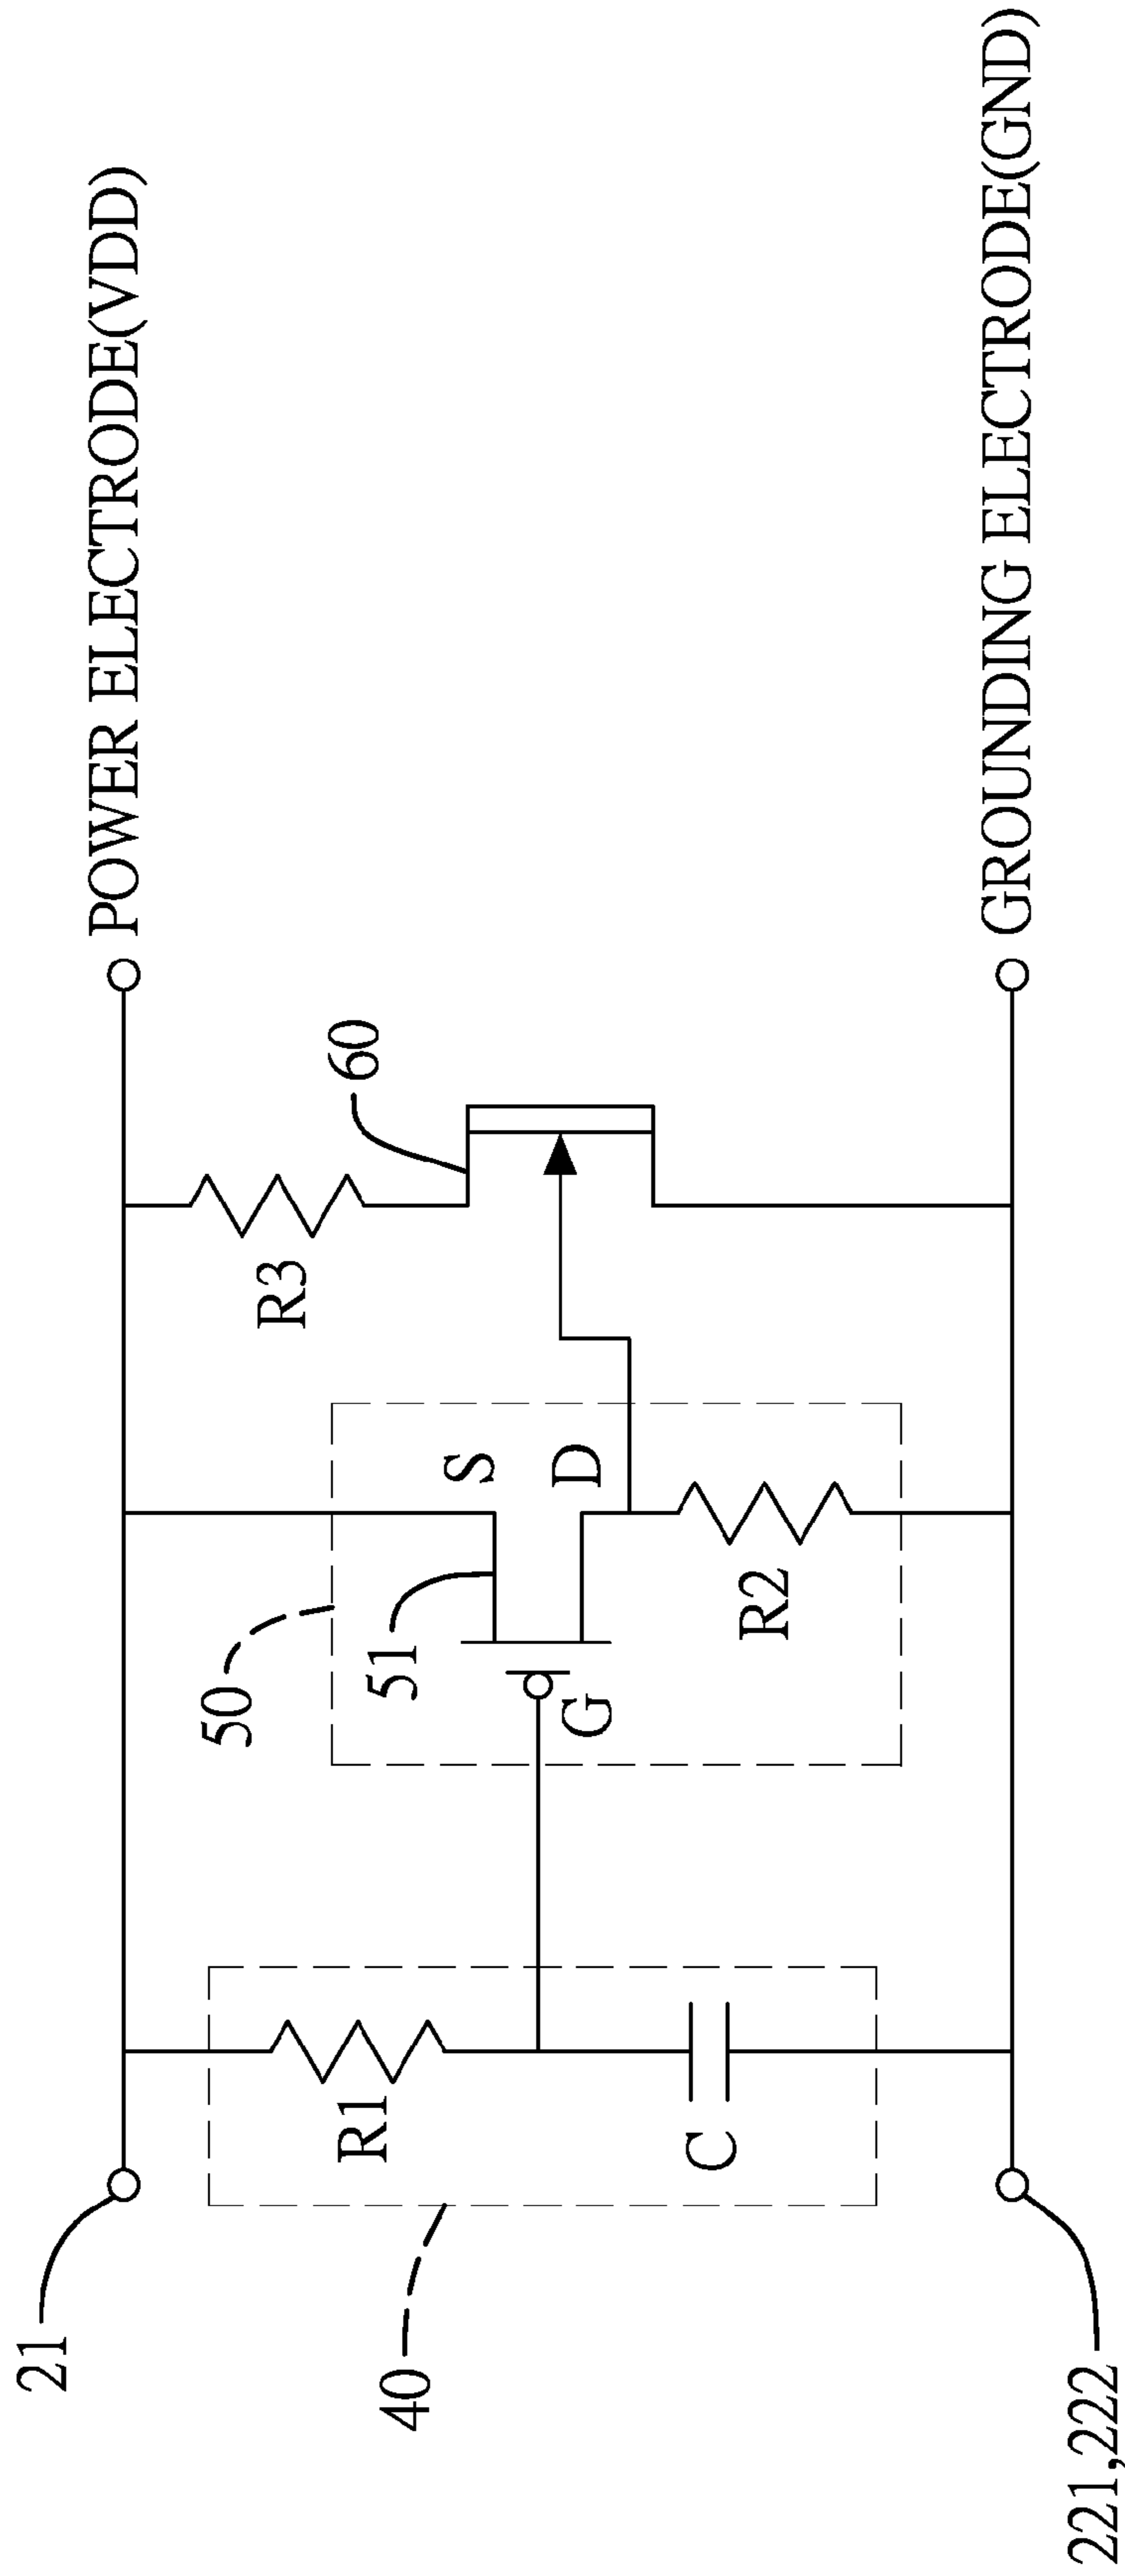 21
POWER ELECTRODE(VDD)
40
R1
C
50
51
S
G
D
R2
R3
60
221,222
GROUNDING ELECTRODE(GND)